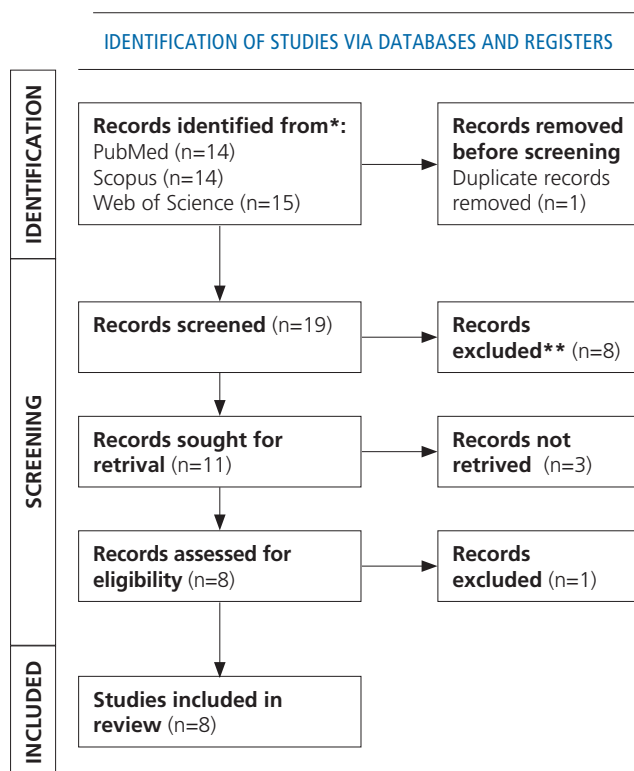 IDENTIFICATION OF STUDIES VIA DATABASES AND REGISTERS
IDENTIFICATION
Records identified from*:
PubMed (n=14)
Scopus (n=14)
Web of Science (n=15)
Records removed
before screening
Duplicate records
removed (n=1)
SCREENING
Records screened (n=19)
Records
excluded** (n=8)
Records sought for
retrival (n=11)
Records not
retrived (n=3)
Records assessed for
eligibility (n=8)
Records
excluded (n=1)
INCLUDED
Studies included in
review (n=8)